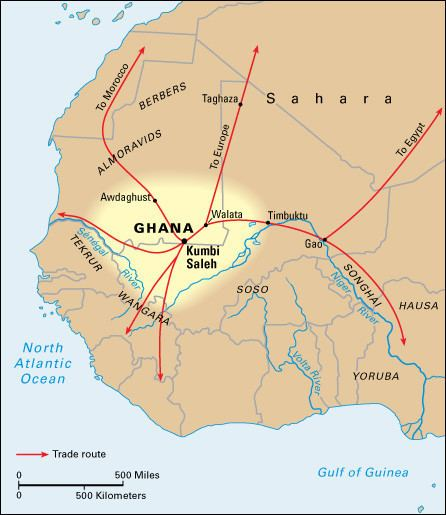 To Morocco
BERBERS
Taghaza
Sahara
ALMORAVIDS
To Europe
To Egypt
Awdaghust
GHANA
Walata
Timbuktu
Kumbi
Saleh
Gao
Sénégal
River
TEKRUR
WANGARA
SOSO
SONGHAI
Niger
River
HAUSA
Volta River
YORUBA
North
Atlantic
Ocean
Gulf of Guinea
Trade route
0 500 Miles
0 500 Kilometers